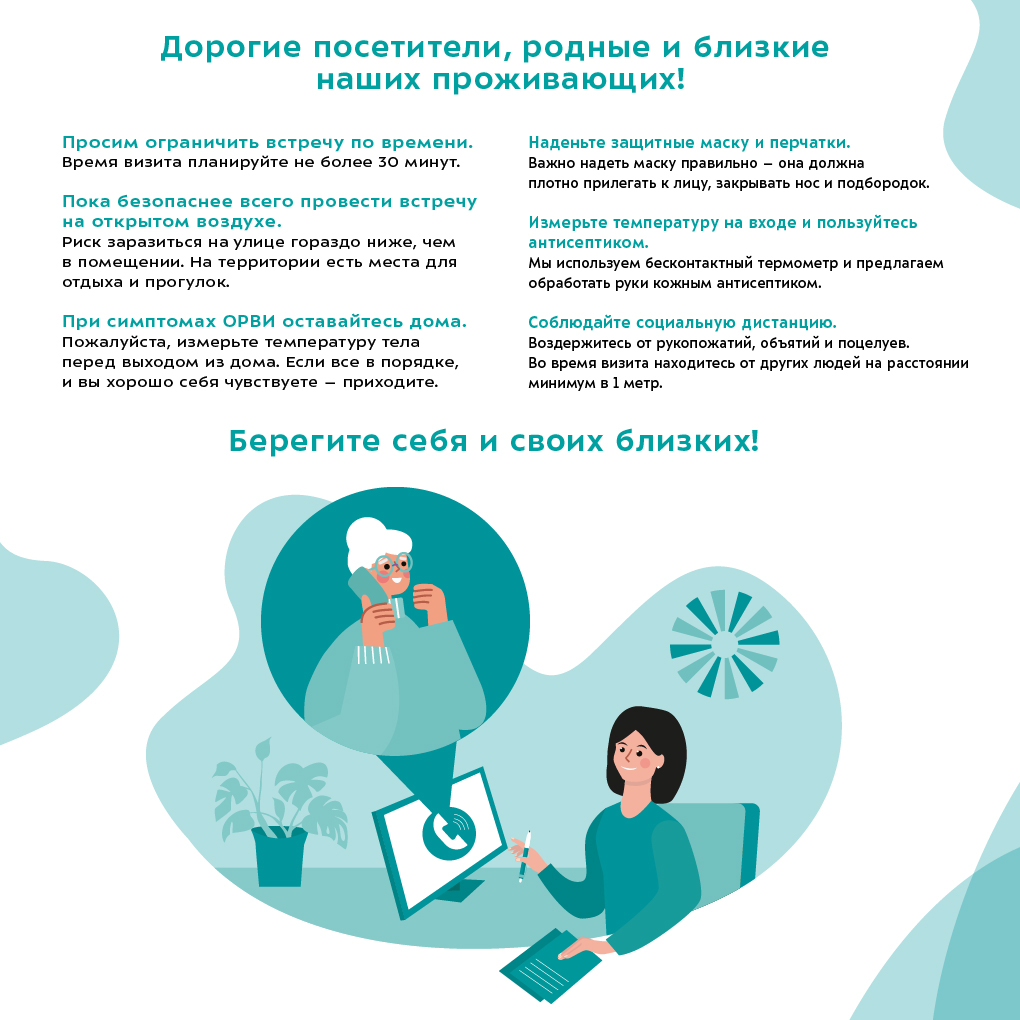 Дорогие посетители, родные и близкие
наших проживающих!
Просим ограничить встречу по времени.
Время визита планируйте не более 30 минут.
Пока безопаснее всего провести встречу
на открытом воздухе.
Риск заразиться на улице гораздо ниже, чем
в помещении. На территории есть места для
отдыха и прогулок.
При симптомах ОРВИ оставайтесь дома.
Пожалуйста, измерьте температуру тела
перед выходом из дома. Если все в порядке,
и вы хорошо себя чувствуете – приходите.
Наденьте защитные маску и перчатки.
Важно надеть маску правильно – она должна
плотно прилегать к лицу, закрывать нос и подбородок.
Измерьте температуру на входе и пользуйтесь
антисептиком.
Мы используем бесконтактный термометр и предлагаем
обработать руки кожным антисептиком.
Соблюдайте социальную дистанцию.
Воздержитесь от рукопожатий, объятий и поцелуев.
Во время визита находитесь от других людей на расстоянии
минимум в 1 метр.
Берегите себя и своих близких!